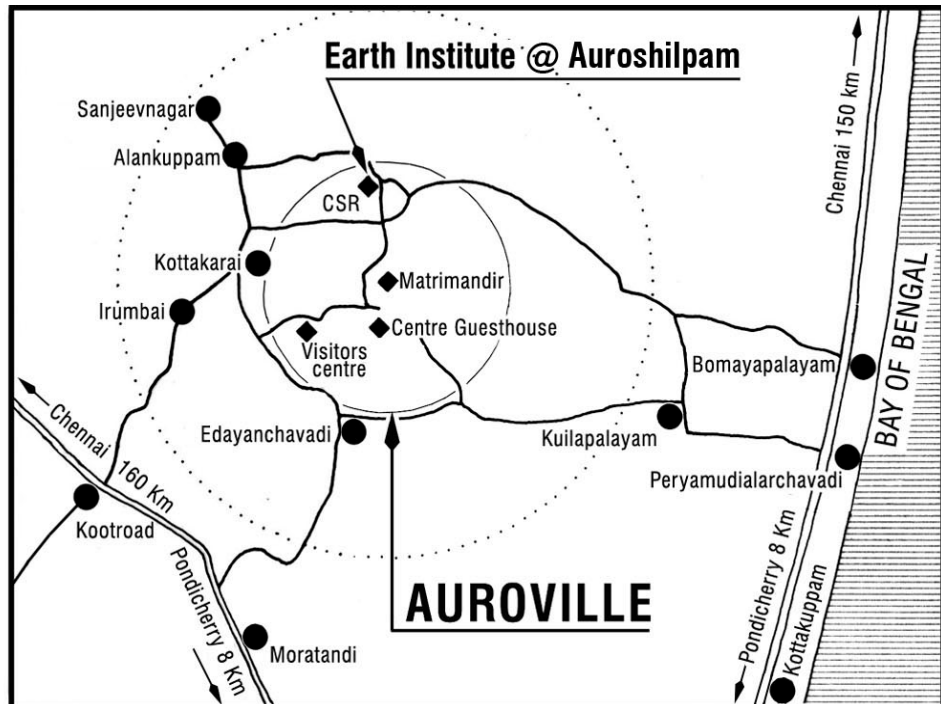 Earth Institute @ Auroshilpam
Chennai 150 km
Sanjeevnagar
Alankuppam
CSR
Kottakarai
Matrimandir
BAY OF BENGAL
Irumbai
Centre Guesthouse
Visitors
centre
Bomayapalayam
Chennai
160 Km
Edayanchavadi
Kuilapalayam
Peryamudialarchavadi
Kootroad
Pondicherry 8 Km
AUROVILLE
Pondicherry 8 Km
Kottakuppam
Moratandi